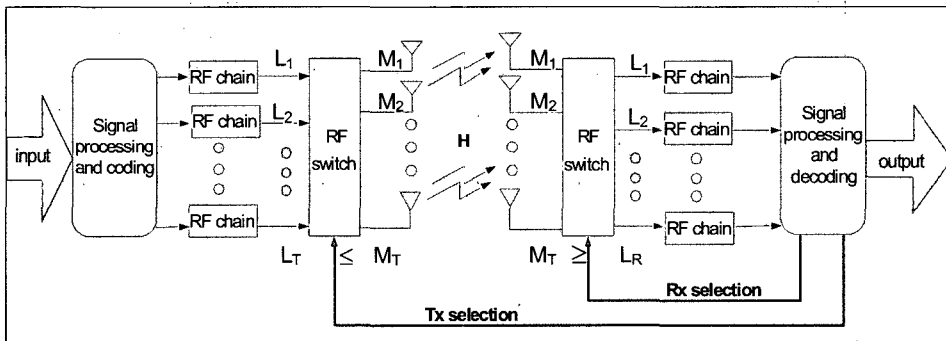 input
Signal
processing
and coding
RF chain
RF chain
RF chain
L1
L2
LT
≤
RF
switch
M1
M2
MT
H
M1
M2
MT
≥
RF
switch
L1
L2
LR
RF chain
RF chain
RF chain
Signal
processing
and
decoding
output
Rx selection
Tx selection